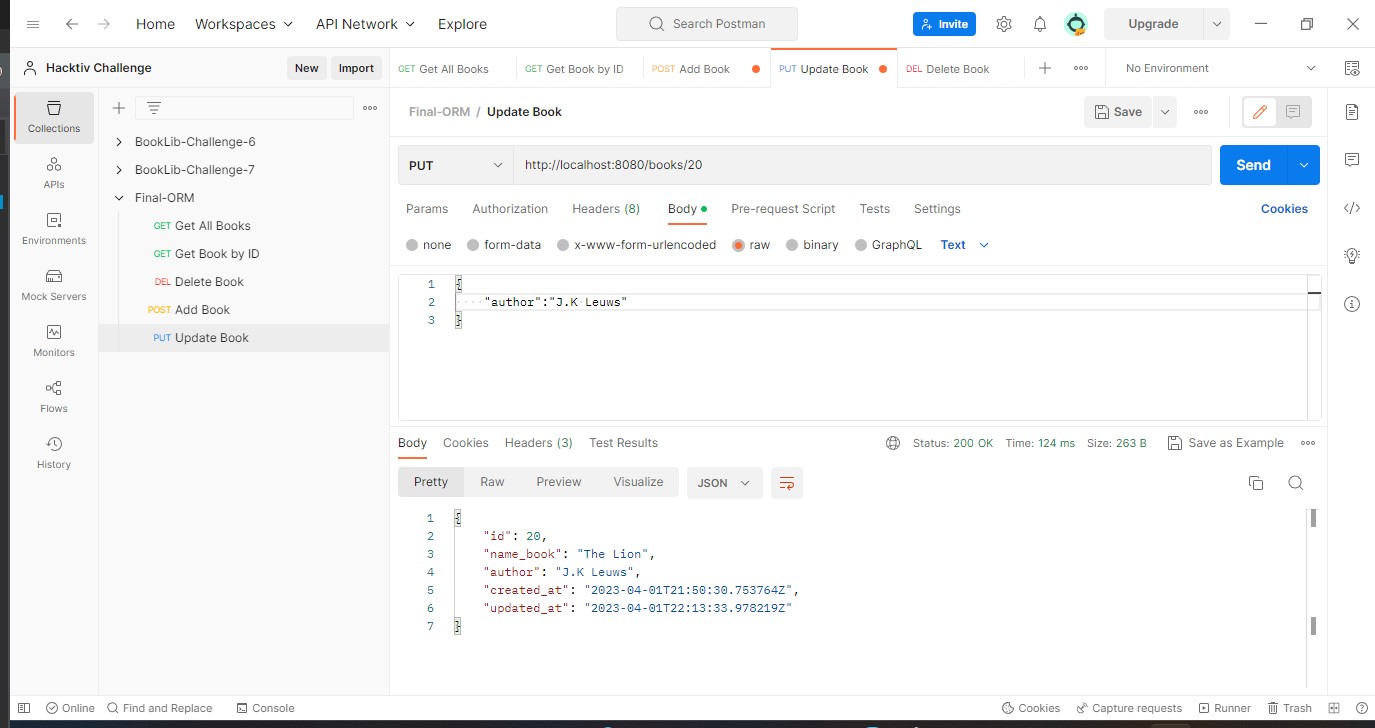 Home Workspaces API Network Explore Search Postman Invite Upgrade
Hacktiv Challenge New Import GET Get All Books GET Get Book by ID POST Add Book PUT Update Book DEL Delete Book No Environment
Collections
APIs
Environments
Mock Servers
Monitors
Flows
History
BookLib-Challenge-6
BookLib-Challenge-7
Final-ORM
GET Get All Books
GET Get Book by ID
DEL Delete Book
POST Add Book
PUT Update Book
Final-ORM / Update Book Save
PUT http://localhost:8080/books/20 Send
Params Authorization Headers (8) Body Pre-request Script Tests Settings Cookies
none form-data x-www-form-urlencoded raw binary GraphQL Text
1 {
2 "author":"J.K Leuws"
3 }
Body Cookies Headers (3) Test Results Status: 200 OK Time: 124 ms Size: 263 B Save as Example
Pretty Raw Preview Visualize JSON
1 {
2 "id": 20,
3 "name_book": "The Lion",
4 "author": "J.K Leuws",
5 "created_at": "2023-04-01T21:50:30.753764Z",
6 "updated_at": "2023-04-01T22:13:33.978219Z"
7 }
Online Find and Replace Console Cookies Capture requests Runner Trash